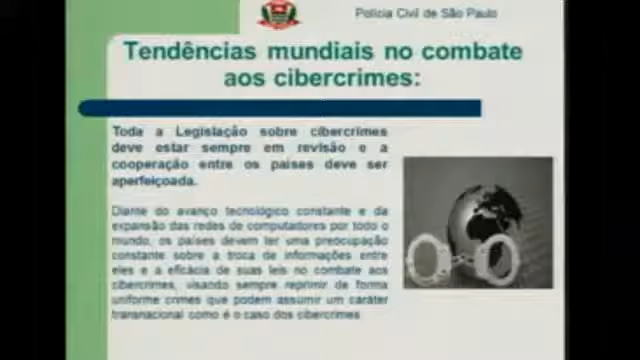 Polícia Civil de São Paulo
Tendências mundiais no combate
aos cibercrimes:
Toda a Legislação sobre cibercrimes
deve estar sempre em revisão e a
cooperação entre os países deve ser
aperfeiçoada.
Diante do avanço tecnológico constante e da
expansão das redes de computadores por todo o
mundo, os países devem ter uma preocupação
constante sobre a troca de informações entre
eles e a eficácia de suas leis no combate aos
cibercrimes, visando sempre reprimir de forma
uniforme crimes que podem assumir um caráter
transnacional como é o caso dos cibercrimes